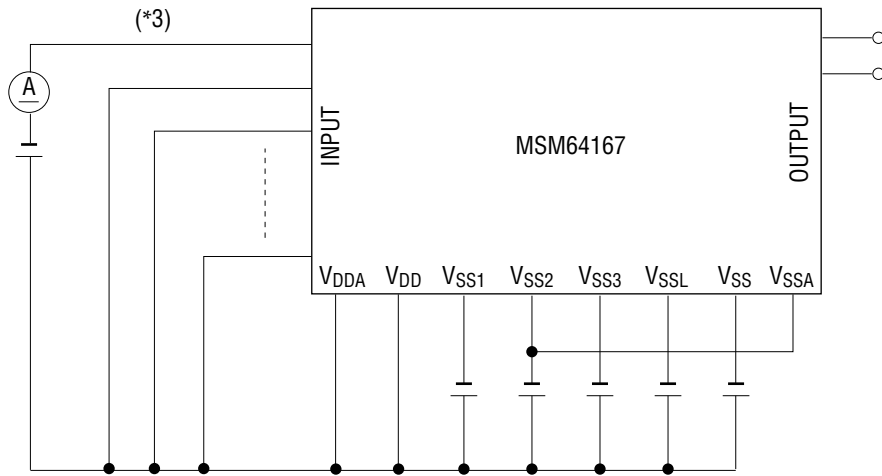 (*3)
A
INPUT
MSM64167
OUTPUT
VDDA VDD VSS1 VSS2 VSS3 VSSL VSS VSSA